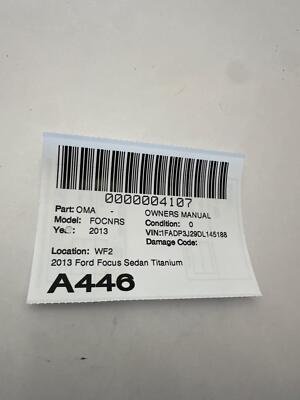 0000004107
Part: OMA - OWNERS MANUAL
Model: FOCNRS Condition: 0
Year: 2013 VIN:1FADP3J29DL145188
Damage Code:
Location: WF2
2013 Ford Focus Sedan Titanium
A446